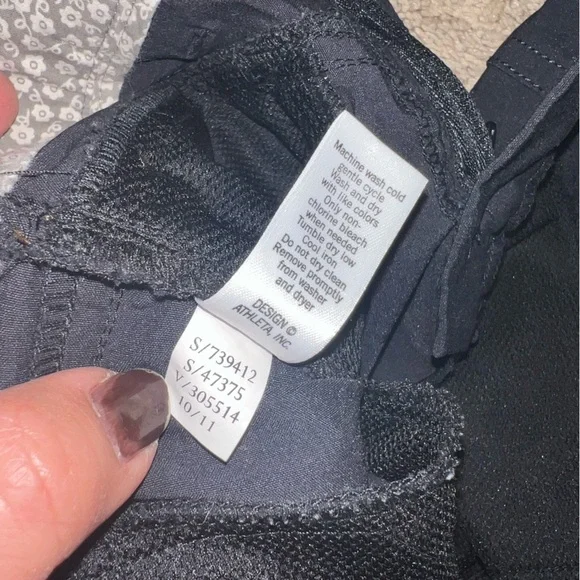 Machine wash cold
gentle cycle
Wash and dry
with like colors
Only non-
chlorine bleach
when needed
Tumble dry low
Cool iron
Do not dry clean
Remove promptly
from washer
and dryer
DESIGN ©
ATHLETA, INC.
S/739412
S/47375
V/305514
10/11